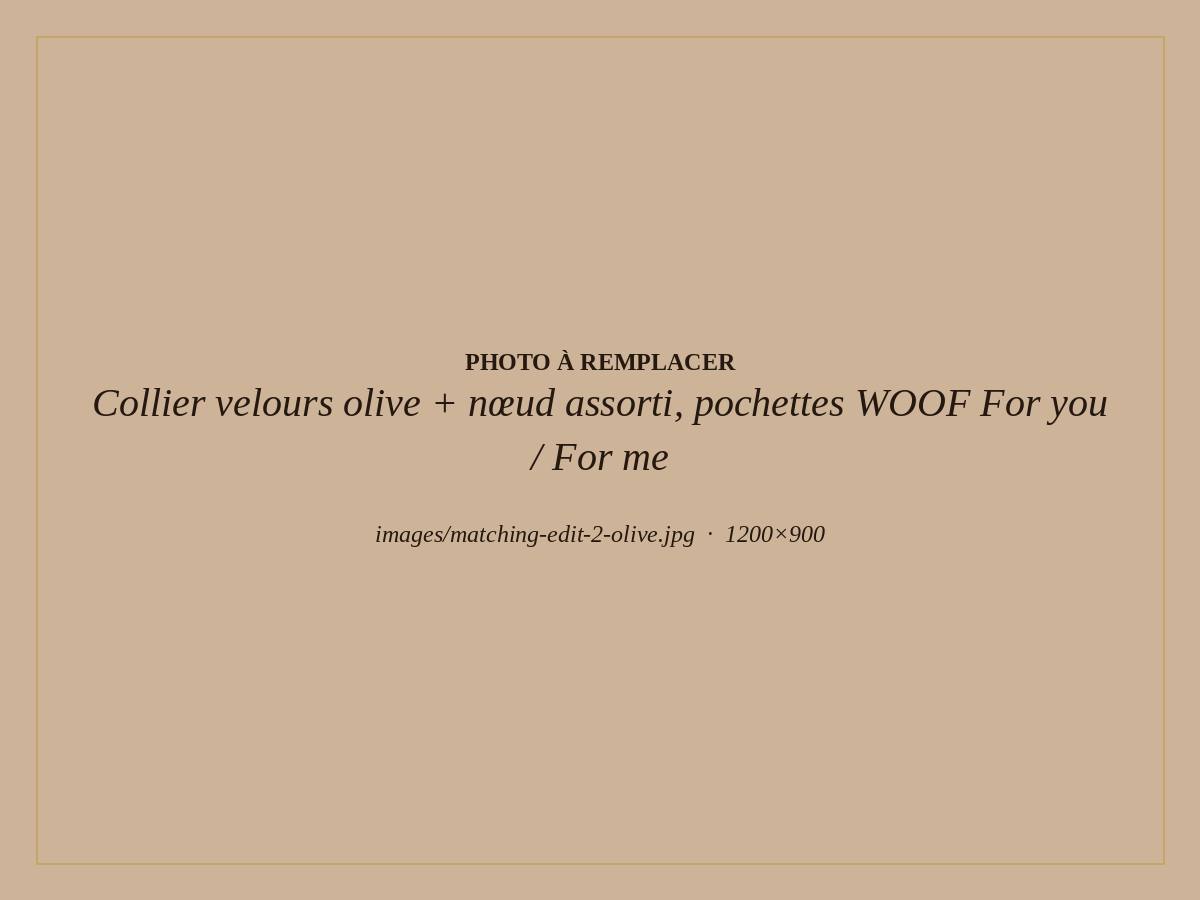 PHOTO À REMPLACER
Collier velours olive + nœud assorti, pochettes WOOF For you
/ For me
images/matching-edit-2-olive.jpg · 1200×900